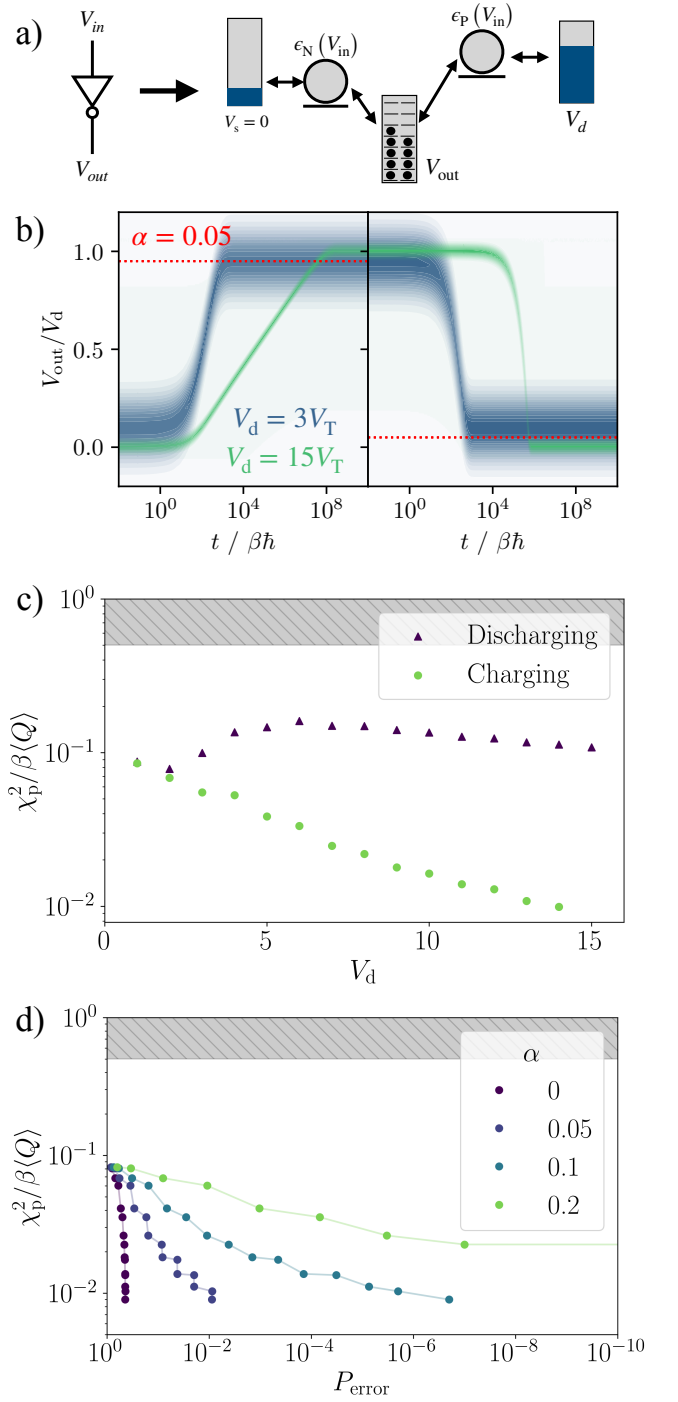 a)
V_in
V_out
V_s = 0
ϵ_N (V_in)
V_out
ϵ_P (V_in)
V_d
b)
V_out/V_d
1.0
0.5
0.0
α = 0.05
V_d = 3V_T
V_d = 15V_T
10^0 10^4 10^8 10^0 10^4 10^8
t / βħ t / βħ
c)
χ_p^2/β⟨Q⟩
10^0
10^-1
10^-2
Discharging
Charging
0 5 10 15
V_d
d)
χ_p^2/β⟨Q⟩
10^0
10^-1
10^-2
α
0
0.05
0.1
0.2
10^0 10^-2 10^-4 10^-6 10^-8 10^-10
P_error